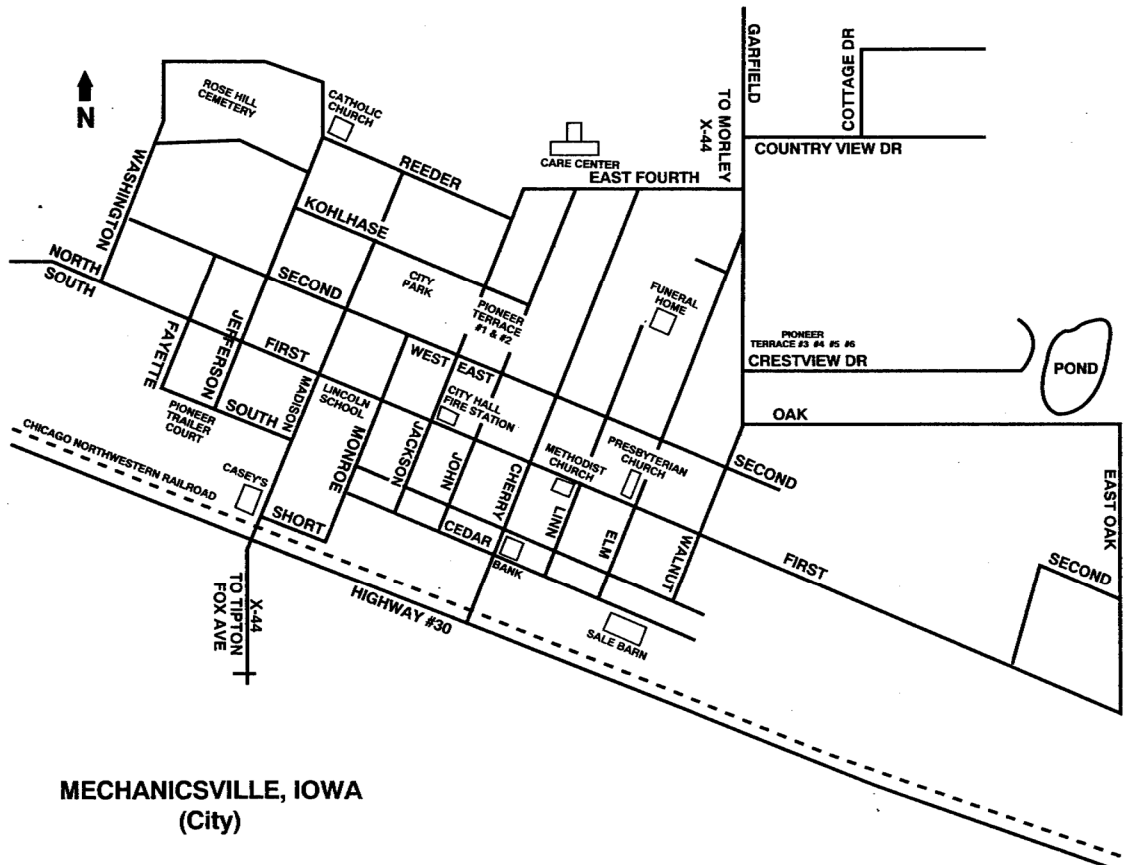 GARFIELD
COTTAGE DR
TO MORLEY
X-44
COUNTRY VIEW DR
N
ROSE HILL
CEMETERY
CATHOLIC
CHURCH
WASHINGTON
REEDER
CARE CENTER
EAST FOURTH
KOHLHASE
NORTH
SOUTH
SECOND
CITY
PARK
PIONEER
TERRACE
#1 & #2
FUNERAL
HOME
PIONEER
TERRACE #3 #4 #5 #6
CRESTVIEW DR
POND
FAYETTE
JEFFERSON
FIRST
WEST
EAST
MADISON
LINCOLN
SCHOOL
CITY HALL
FIRE STATION
OAK
PIONEER
TRAILER
COURT
SOUTH
MONROE
JACKSON
JOHN
CHERRY
METHODIST
CHURCH
PRESBYTERIAN
CHURCH
SECOND
EAST OAK
CHICAGO NORTHWESTERN RAILROAD
CASEY'S
SHORT
CEDAR
BANK
LINN
ELM
WALNUT
FIRST
SECOND
X-44
TO TIPTON
FOX AVE
HIGHWAY #30
SALE BARN
MECHANICSVILLE, IOWA
(City)